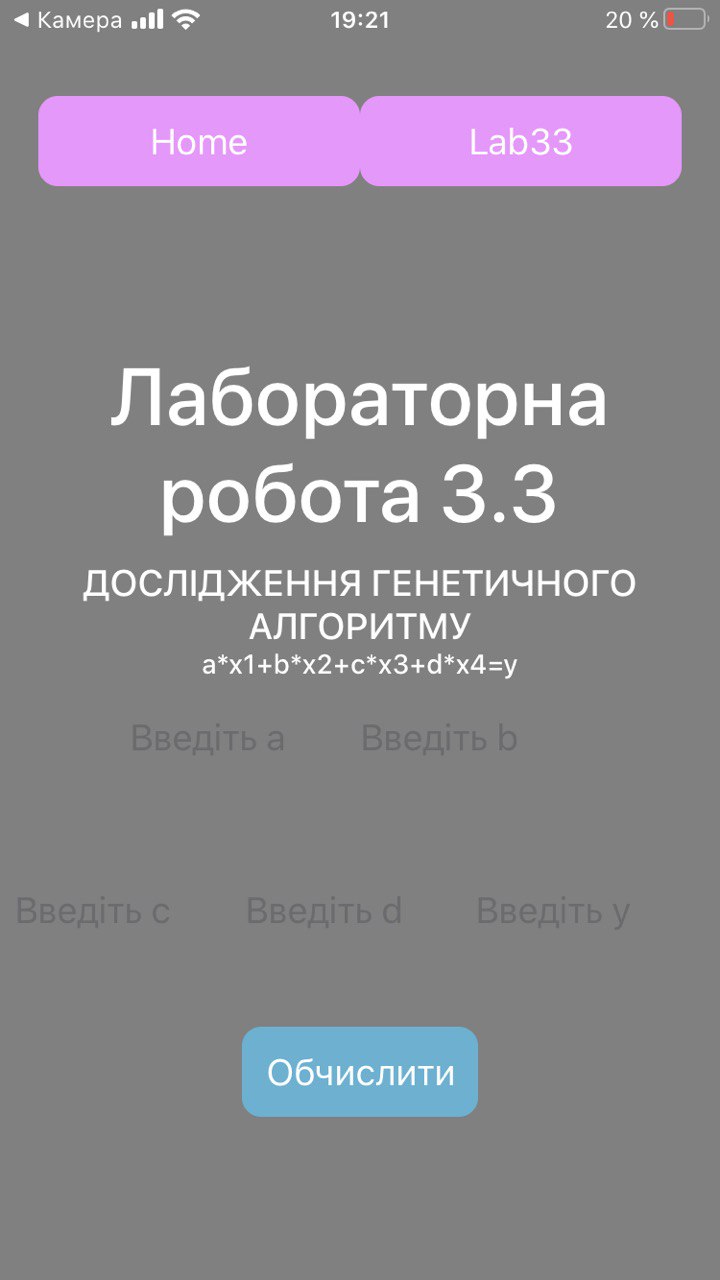 ◀ Камера 19:21 20 %
Home Lab33
Лабораторна
робота 3.3
ДОСЛІДЖЕННЯ ГЕНЕТИЧНОГО
АЛГОРИТМУ
a*x1+b*x2+c*x3+d*x4=y
Введіть a Введіть b
Введіть c Введіть d Введіть y
Обчислити